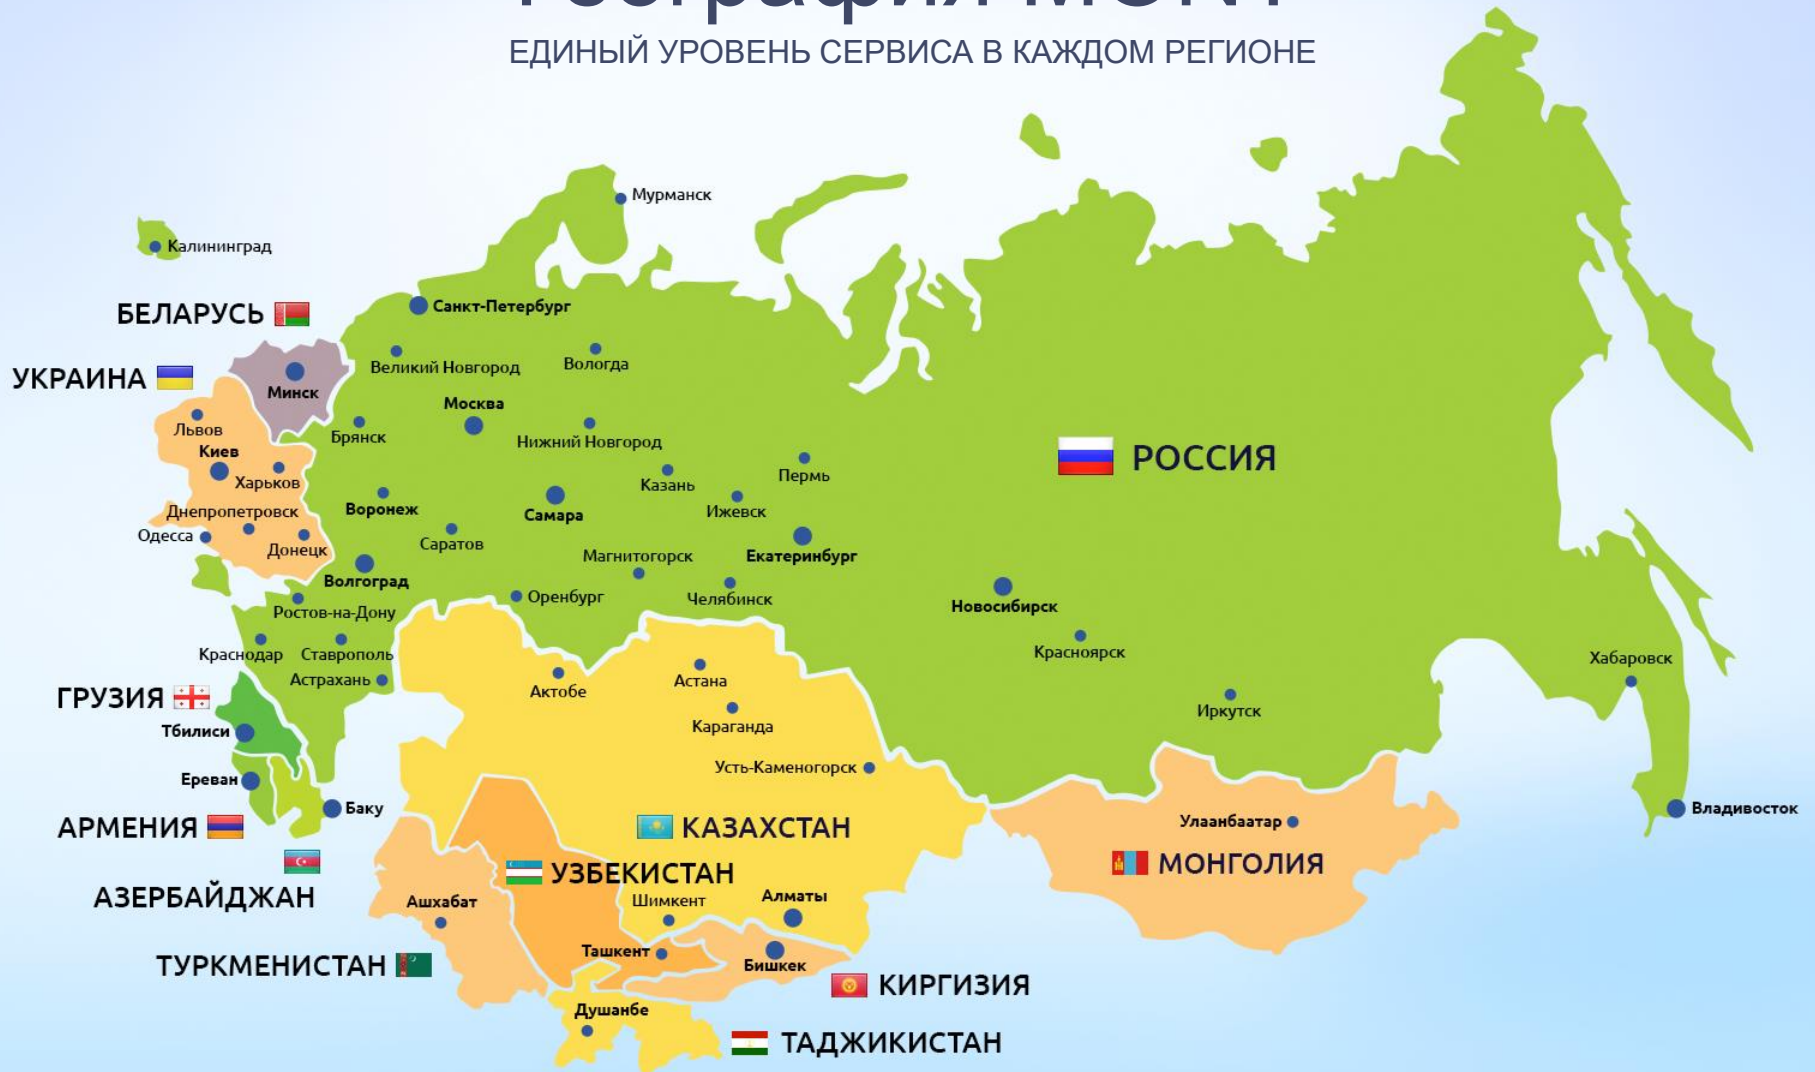 География MONT
ЕДИНЫЙ УРОВЕНЬ СЕРВИСА В КАЖДОМ РЕГИОНЕ
Мурманск
Калининград
БЕЛАРУСЬ
Санкт-Петербург
Великий Новгород
Вологда
УКРАИНА
Минск
Москва
Львов
Брянск
Нижний Новгород
Киев
РОССИЯ
Харьков
Казань
Пермь
Днепропетровск
Воронеж
Самара
Ижевск
Одесса
Донецк
Саратов
Магнитогорск
Екатеринбург
Волгоград
Оренбург
Челябинск
Новосибирск
Ростов-на-Дону
Краснодар
Ставрополь
Красноярск
Хабаровск
Астрахань
Актобе
Астана
ГРУЗИЯ
Иркутск
Тбилиси
Караганда
Усть-Каменогорск
Ереван
Баку
Владивосток
АРМЕНИЯ
КАЗАХСТАН
Улаанбаатар
МОНГОЛИЯ
УЗБЕКИСТАН
АЗЕРБАЙДЖАН
Ашхабат
Шимкент
Алматы
Ташкент
ТУРКМЕНИСТАН
Бишкек
КИРГИЗИЯ
Душанбе
ТАДЖИКИСТАН